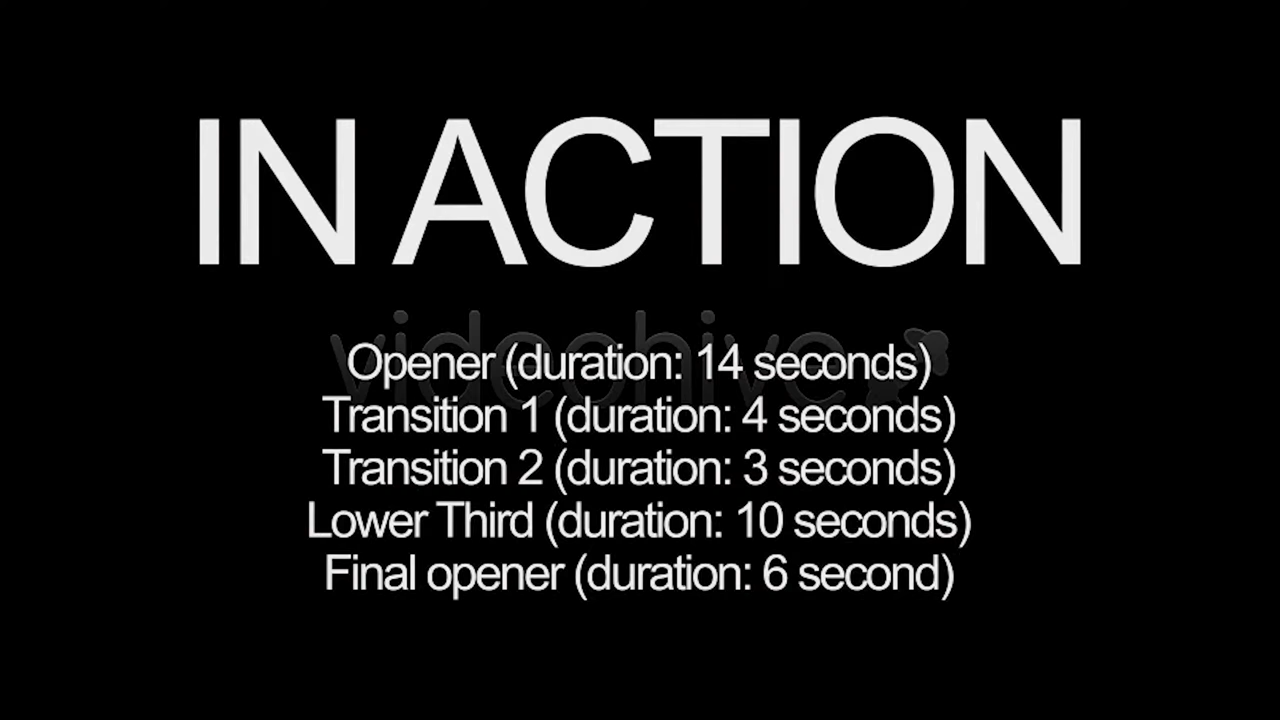 IN ACTION
videohive
Opener (duration: 14 seconds)
Transition 1 (duration: 4 seconds)
Transition 2 (duration: 3 seconds)
Lower Third (duration: 10 seconds)
Final opener (duration: 6 second)